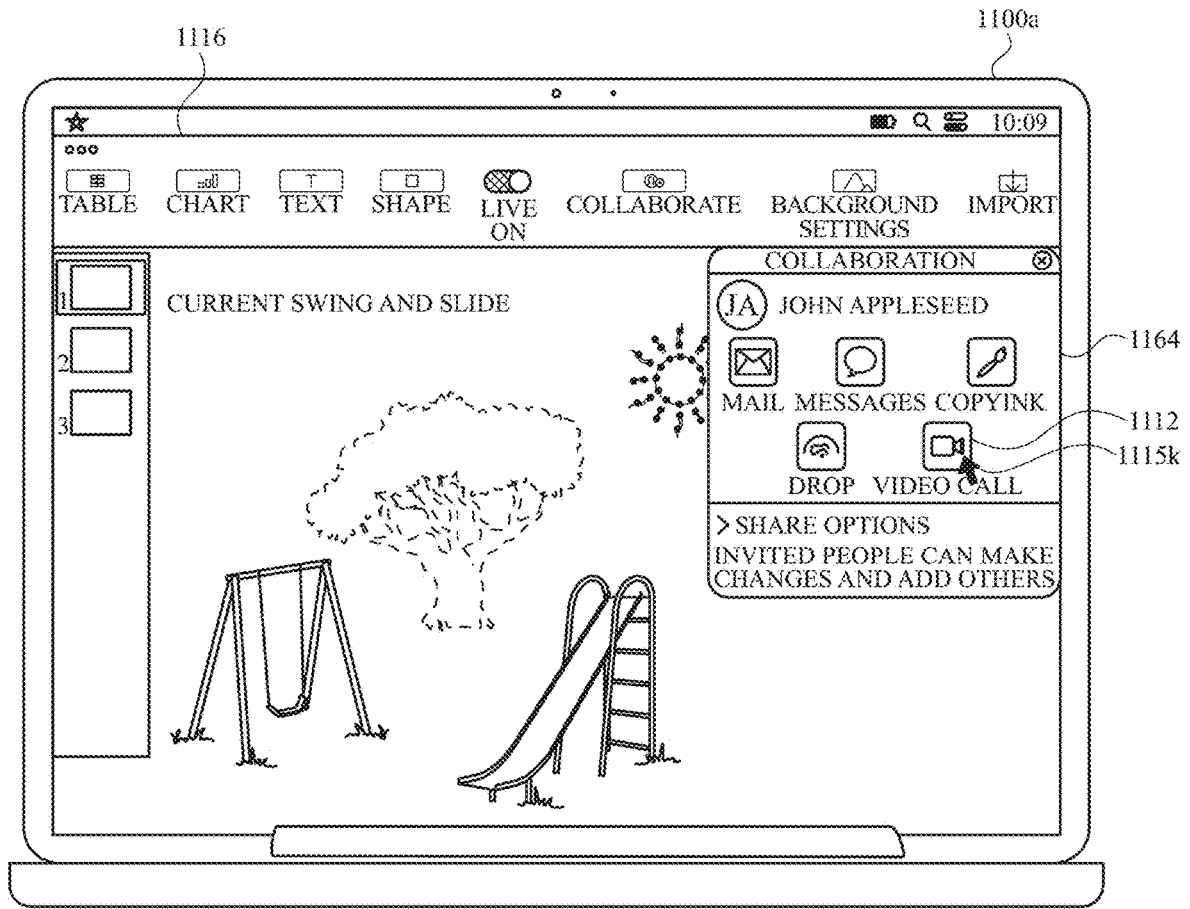 1100a
1116
10:09
TABLE CHART TEXT SHAPE LIVE ON COLLABORATE BACKGROUND SETTINGS IMPORT
COLLABORATION
1
CURRENT SWING AND SLIDE
JA JOHN APPLESEED
1164
2
MAIL MESSAGES COPYINK
3
1112
1115k
DROP VIDEO CALL
> SHARE OPTIONS
INVITED PEOPLE CAN MAKE
CHANGES AND ADD OTHERS